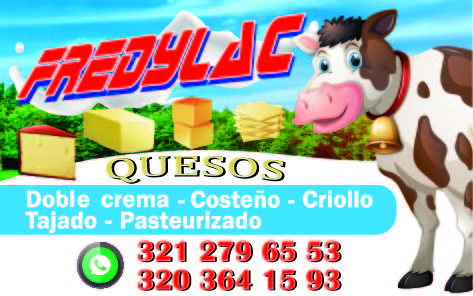 FREDYLAC
QUESOS
Doble crema - Costeño - Criollo
Tajado - Pasteurizado
321 279 65 53
320 364 15 93